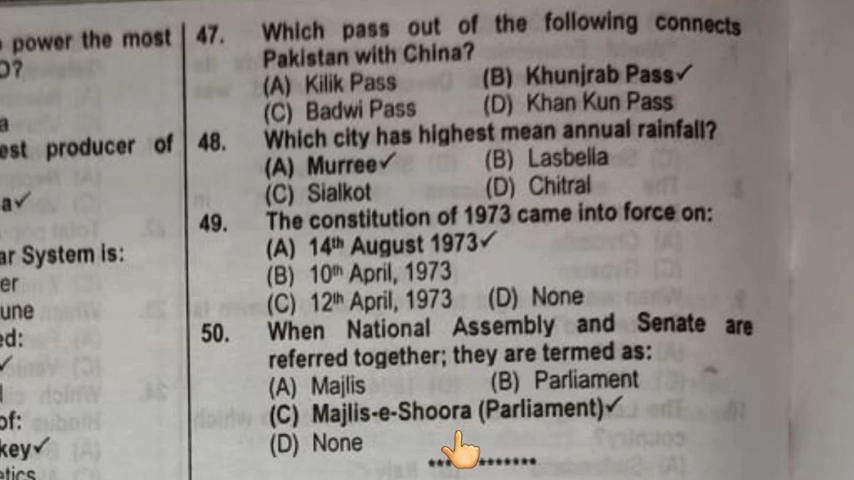 power the most
O?
a
est producer of
a✓
ar System is:
er
une
ed:
✓
of:
key✓
etics
47. Which pass out of the following connects
Pakistan with China?
(A) Kilik Pass (B) Khunjrab Pass✓
(C) Badwi Pass (D) Khan Kun Pass
48. Which city has highest mean annual rainfall?
(A) Murree✓ (B) Lasbella
(C) Sialkot (D) Chitral
49. The constitution of 1973 came into force on:
(A) 14th August 1973✓
(B) 10th April, 1973
(C) 12th April, 1973 (D) None
50. When National Assembly and Senate are
referred together; they are termed as:
(A) Majlis (B) Parliament
(C) Majlis-e-Shoora (Parliament)✓
(D) None